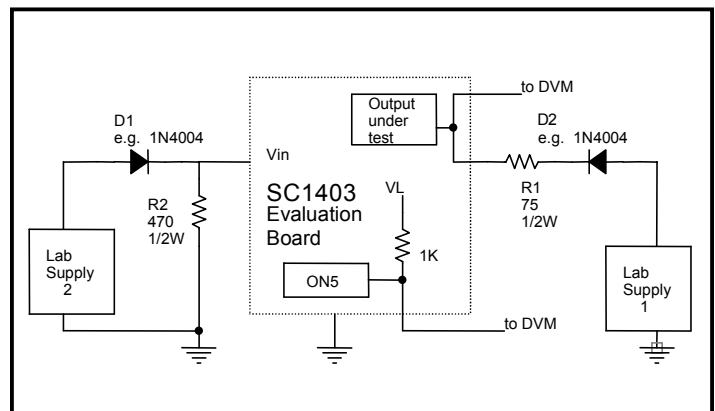 to DVM
Output
under
test
D1
e.g. 1N4004
D2
e.g. 1N4004
Vin
R1
75
1/2W
SC1403
Evaluation
Board
VL
R2
470
1/2W
1K
Lab
Supply
2
ON5
Lab
Supply
1
to DVM